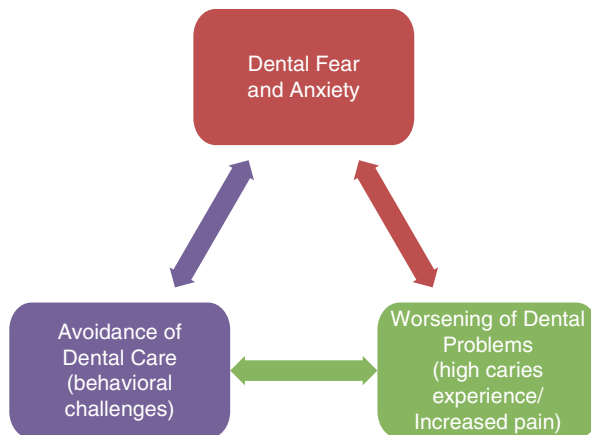 Dental Fear
and Anxiety
Avoidance of
Dental Care
(behavioral
challenges)
Worsening of Dental
Problems
(high caries
experience/
Increased pain)